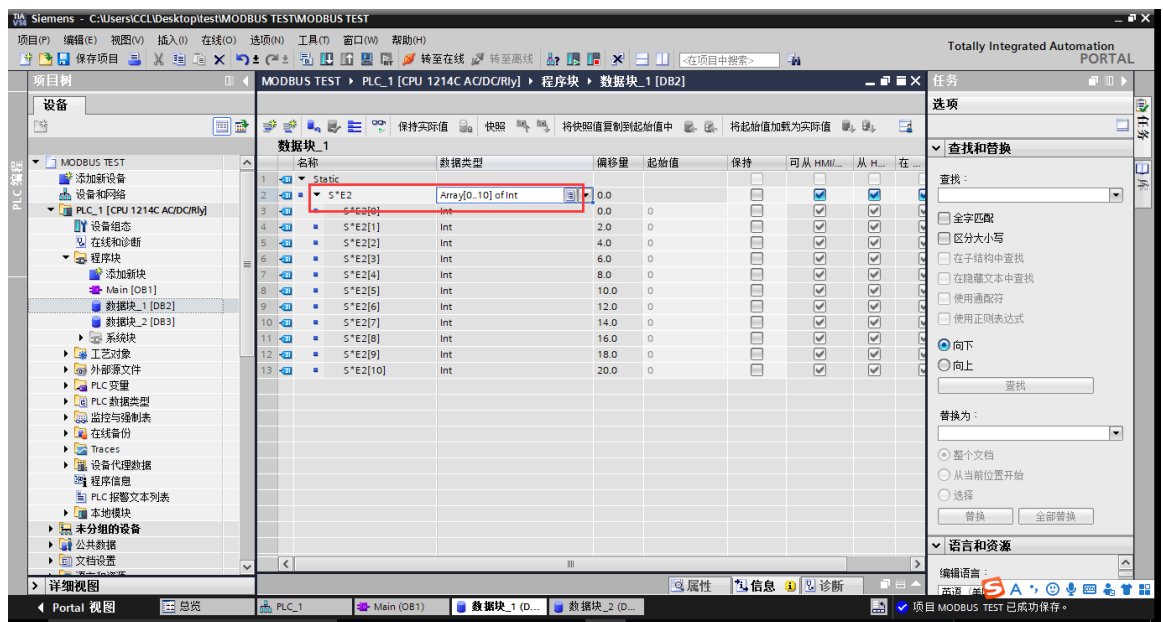 Siemens - C:\Users\CCL\Desktop\test\MODBUS TEST\MODBUS TEST
项目(P) 编辑(E) 视图(V) 插入(I) 在线(O) 选项(N) 工具(T) 窗口(W) 帮助(H)
Totally Integrated Automation
PORTAL
保存项目 转至在线 转至离线 <在项目中搜索>
项目树
MODBUS TEST ▸ PLC_1 [CPU 1214C AC/DC/Rly] ▸ 程序块 ▸ 数据块_1 [DB2]
任务
设备
选项
保持实际值 快照 将快照值复制到起始值中 将起始值加载为实际值
数据块_1
名称 数据类型 偏移量 起始值 保持 可从 HMI/... 从 H... 在 ...
1 Static
2 S*E2 Array[0..10] of Int 0.0
3 S*E2[0] Int 0.0 0
4 S*E2[1] Int 2.0 0
5 S*E2[2] Int 4.0 0
6 S*E2[3] Int 6.0 0
7 S*E2[4] Int 8.0 0
8 S*E2[5] Int 10.0 0
9 S*E2[6] Int 12.0 0
10 S*E2[7] Int 14.0 0
11 S*E2[8] Int 16.0 0
12 S*E2[9] Int 18.0 0
13 S*E2[10] Int 20.0 0
PLC 编程
MODBUS TEST
添加新设备
设备和网络
PLC_1 [CPU 1214C AC/DC/Rly]
设备组态
在线和诊断
程序块
添加新块
Main [OB1]
数据块_1 [DB2]
数据块_2 [DB3]
系统块
工艺对象
外部源文件
PLC 变量
PLC 数据类型
监控与强制表
在线备份
Traces
设备代理数据
程序信息
PLC 报警文本列表
本地模块
未分组的设备
公共数据
文档设置
详细视图
查找和替换
查找：
全字匹配
区分大小写
在子结构中查找
在隐藏文本中查找
使用通配符
使用正则表达式
向下
向上
查找
替换为：
整个文档
从当前位置开始
选择
替换 全部替换
语言和资源
编辑语言：
任务
库
属性 信息 诊断
Portal 视图 总览 PLC_1 Main (OB1) 数据块_1 (D... 数据块_2 (D...
项目 MODBUS TEST 已成功保存。